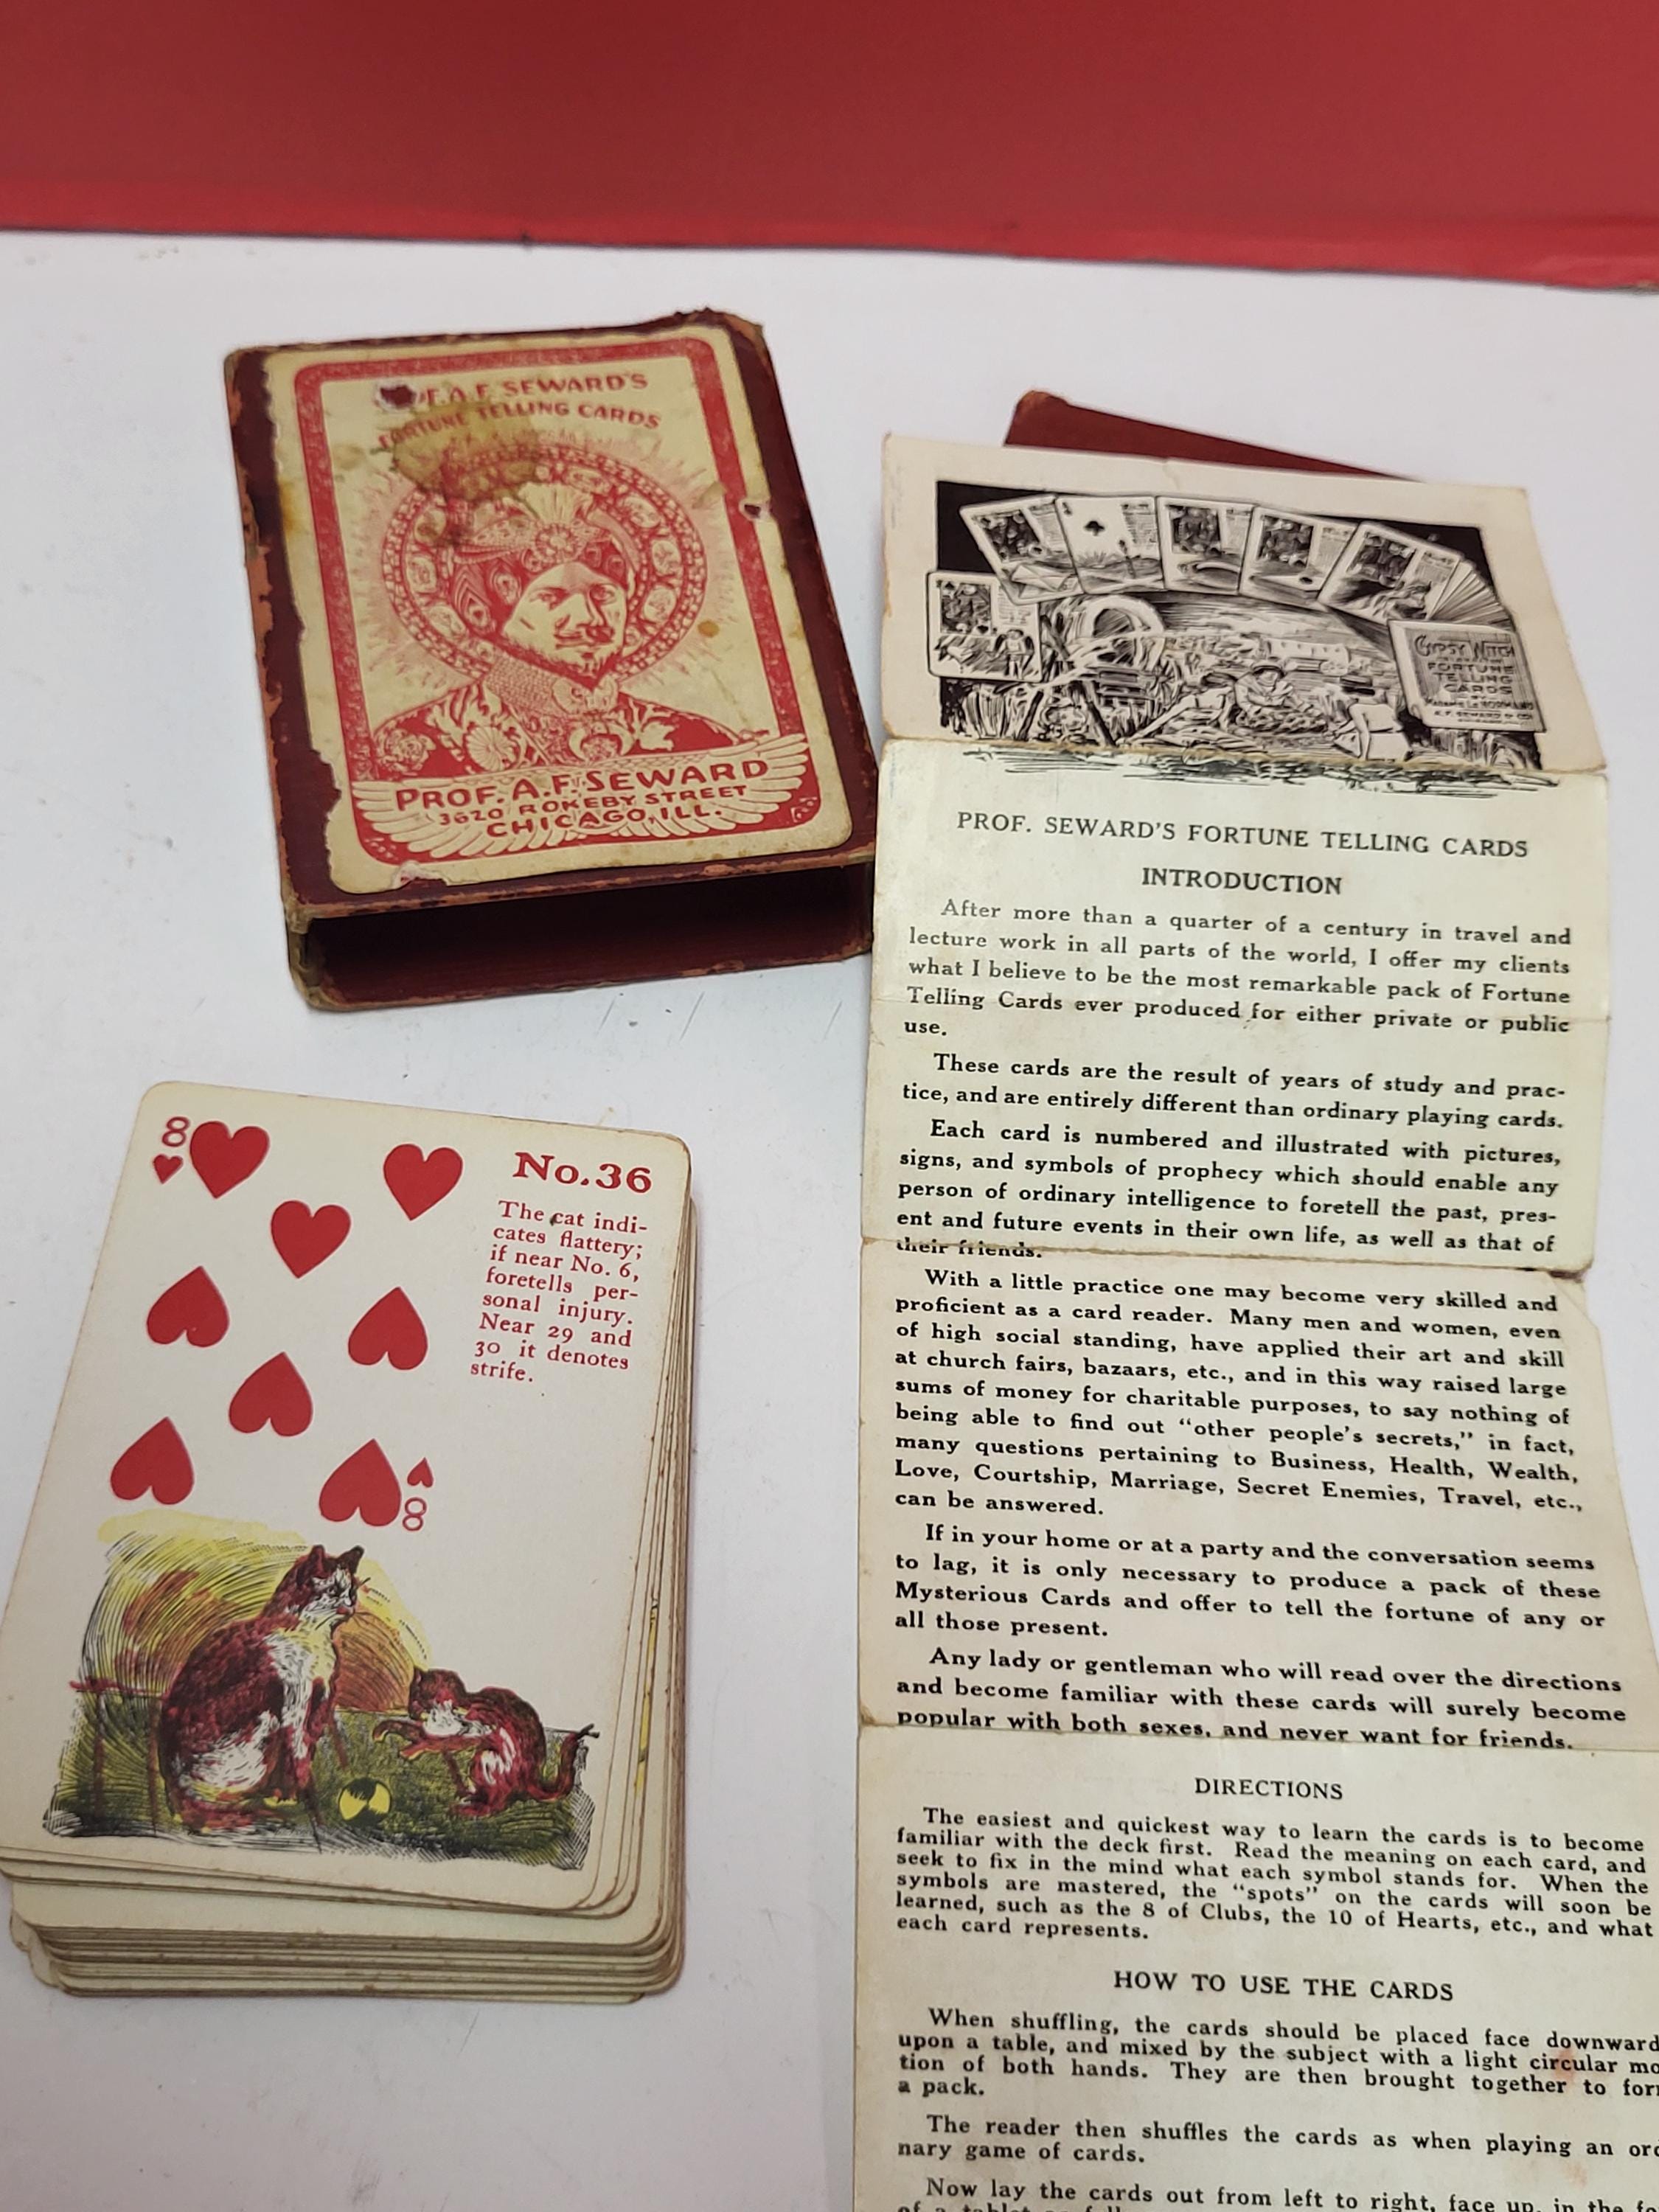 F. A. F. SEWARD'S
FORTUNE TELLING CARDS
PROF. A. F. SEWARD
3620 ROKEBY STREET
CHICAGO, ILL.
GYPSY WITCH
FORTUNE
TELLING
CARDS
MADAME LE NORMAND
A. F. SEWARD & CO.
PROF. SEWARD'S FORTUNE TELLING CARDS
INTRODUCTION
After more than a quarter of a century in travel and
lecture work in all parts of the world, I offer my clients
what I believe to be the most remarkable pack of Fortune
Telling Cards ever produced for either private or public
use.
These cards are the result of years of study and prac-
tice, and are entirely different than ordinary playing cards.
Each card is numbered and illustrated with pictures,
signs, and symbols of prophecy which should enable any
person of ordinary intelligence to foretell the past, pres-
ent and future events in their own life, as well as that of
their friends.
With a little practice one may become very skilled and
proficient as a card reader. Many men and women, even
of high social standing, have applied their art and skill
at church fairs, bazaars, etc., and in this way raised large
sums of money for charitable purposes, to say nothing of
being able to find out "other people's secrets," in fact,
many questions pertaining to Business, Health, Wealth,
Love, Courtship, Marriage, Secret Enemies, Travel, etc.,
can be answered.
If in your home or at a party and the conversation seems
to lag, it is only necessary to produce a pack of these
Mysterious Cards and offer to tell the fortune of any or
all those present.
Any lady or gentleman who will read over the directions
and become familiar with these cards will surely become
popular with both sexes, and never want for friends.
DIRECTIONS
The easiest and quickest way to learn the cards is to become
familiar with the deck first. Read the meaning on each card, and
seek to fix in the mind what each symbol stands for. When the
symbols are mastered, the "spots" on the cards will soon be
learned, such as the 8 of Clubs, the 10 of Hearts, etc., and what
each card represents.
HOW TO USE THE CARDS
When shuffling, the cards should be placed face downward
upon a table, and mixed by the subject with a light circular mo
tion of both hands. They are then brought together to for
a pack.
The reader then shuffles the cards as when playing an or
nary game of cards.
Now lay the cards out from left to right, face up, in the fo
of a tablet
8
No. 36
The cat indi-
cates flattery;
if near No. 6,
foretells per-
sonal injury.
Near 29 and
30 it denotes
strife.
8